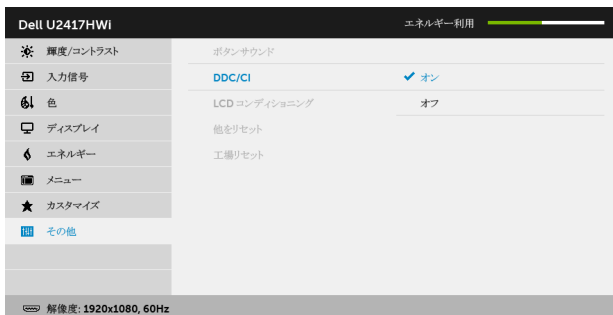 Dell U2417HWi
エネルギー利用
輝度/コントラスト
ボタンサウンド
入力信号
DDC/CI
オン
色
LCD コンディショニング
オフ
ディスプレイ
他をリセット
エネルギー
工場リセット
メニュー
カスタマイズ
その他
解像度: 1920x1080, 60Hz